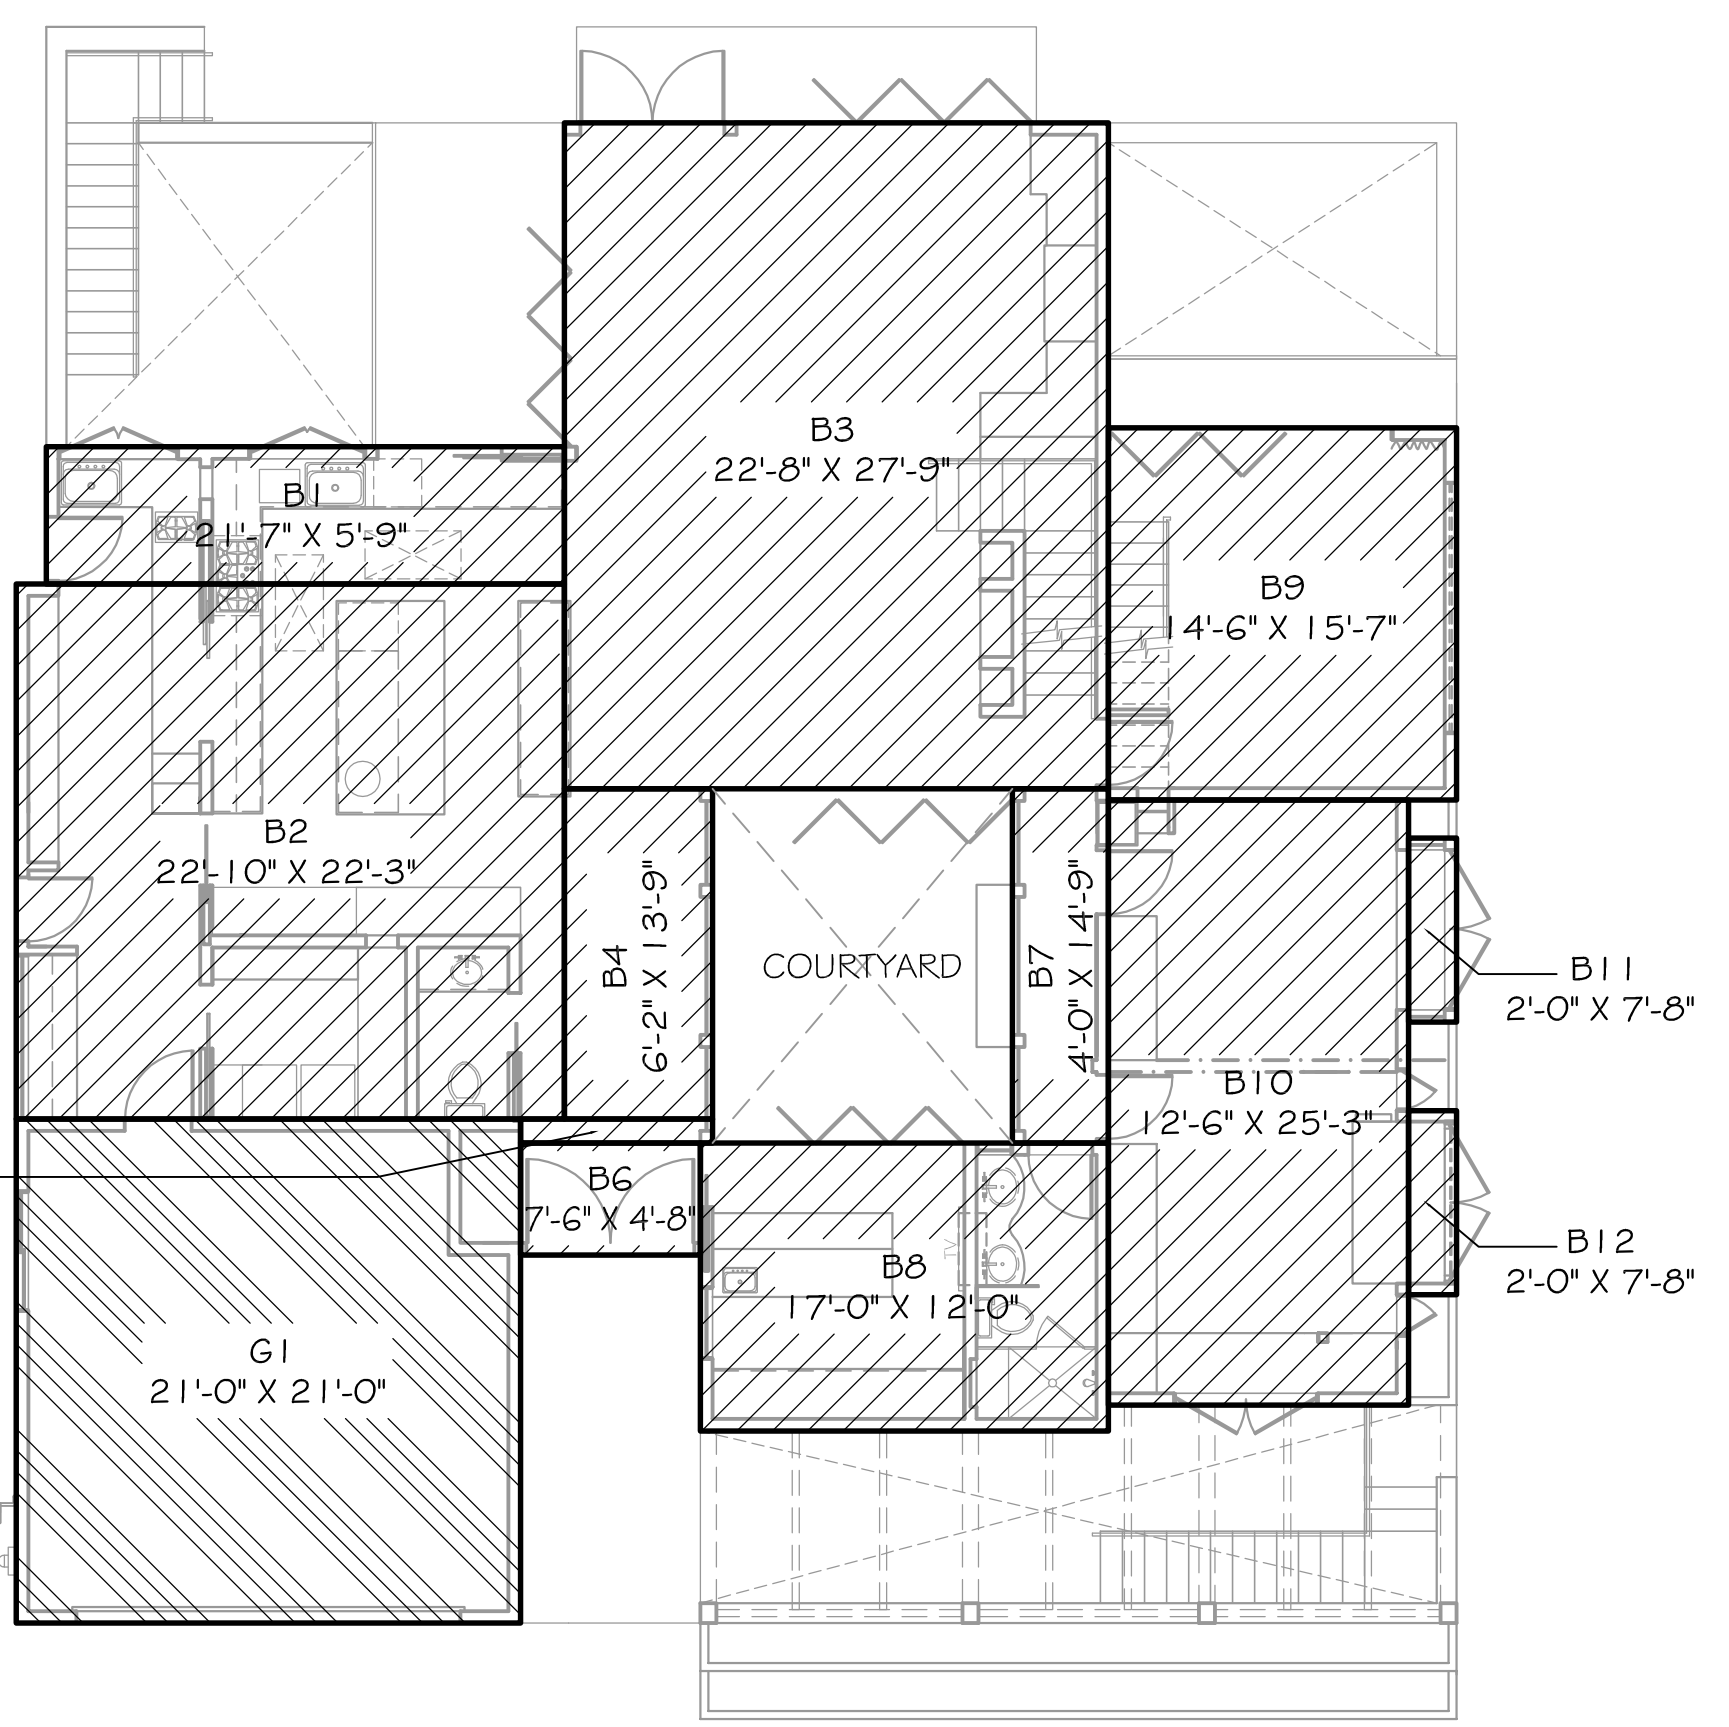 B3
22'-8" X 27'-9"
B1
21'-7" X 5'-9"
B9
14'-6" X 15'-7"
B2
22'-10" X 22'-3"
B4
6'-2" X 13'-9"
COURTYARD
B7
4'-0" X 14'-9"
B11
2'-0" X 7'-8"
B10
12'-6" X 25'-3"
B6
7'-6" X 4'-8"
TV
B8
17'-0" X 12'-0"
B12
2'-0" X 7'-8"
G1
21'-0" X 21'-0"